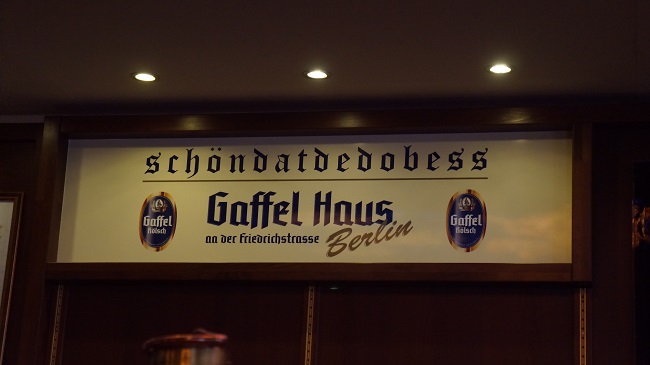 schöndatdedobess
Gaffel Haus
an der Friedrichstrasse Berlin
Gaffel
Kölsch
Gaffel
Kölsch